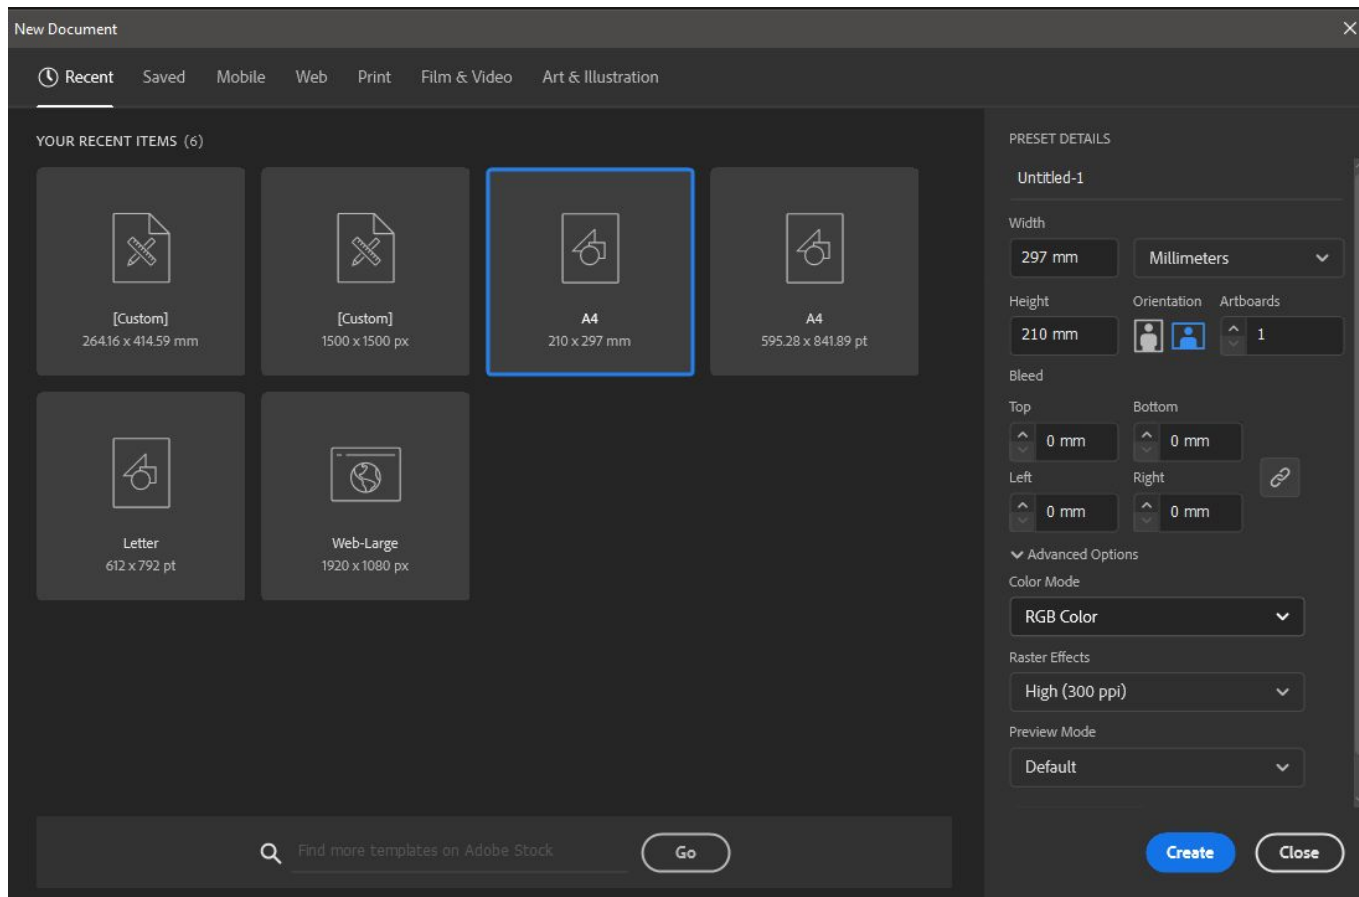 New Document
Recent Saved Mobile Web Print Film & Video Art & Illustration
YOUR RECENT ITEMS (6)
[Custom]
264.16 x 414.59 mm
[Custom]
1500 x 1500 px
A4
210 x 297 mm
A4
595.28 x 841.89 pt
Letter
612 x 792 pt
Web-Large
1920 x 1080 px
Find more templates on Adobe Stock
Go
PRESET DETAILS
Untitled-1
Width
297 mm Millimeters
Height Orientation Artboards
210 mm 1
Bleed
Top Bottom
0 mm 0 mm
Left Right
0 mm 0 mm
Advanced Options
Color Mode
RGB Color
Raster Effects
High (300 ppi)
Preview Mode
Default
Create Close